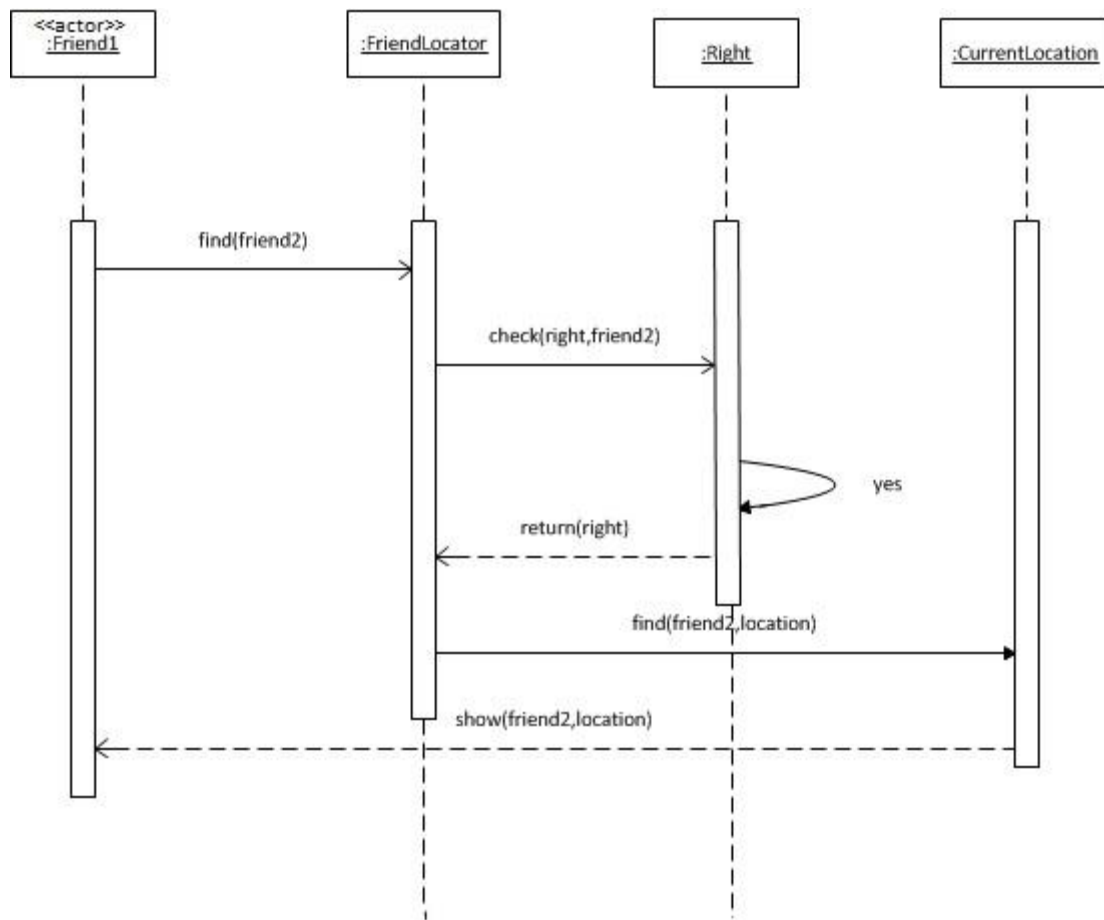 <<actor>>
:Friend1
:FriendLocator
:Right
:CurrentLocation
find(friend2)
check(right,friend2)
yes
return(right)
find(friend2,location)
show(friend2,location)